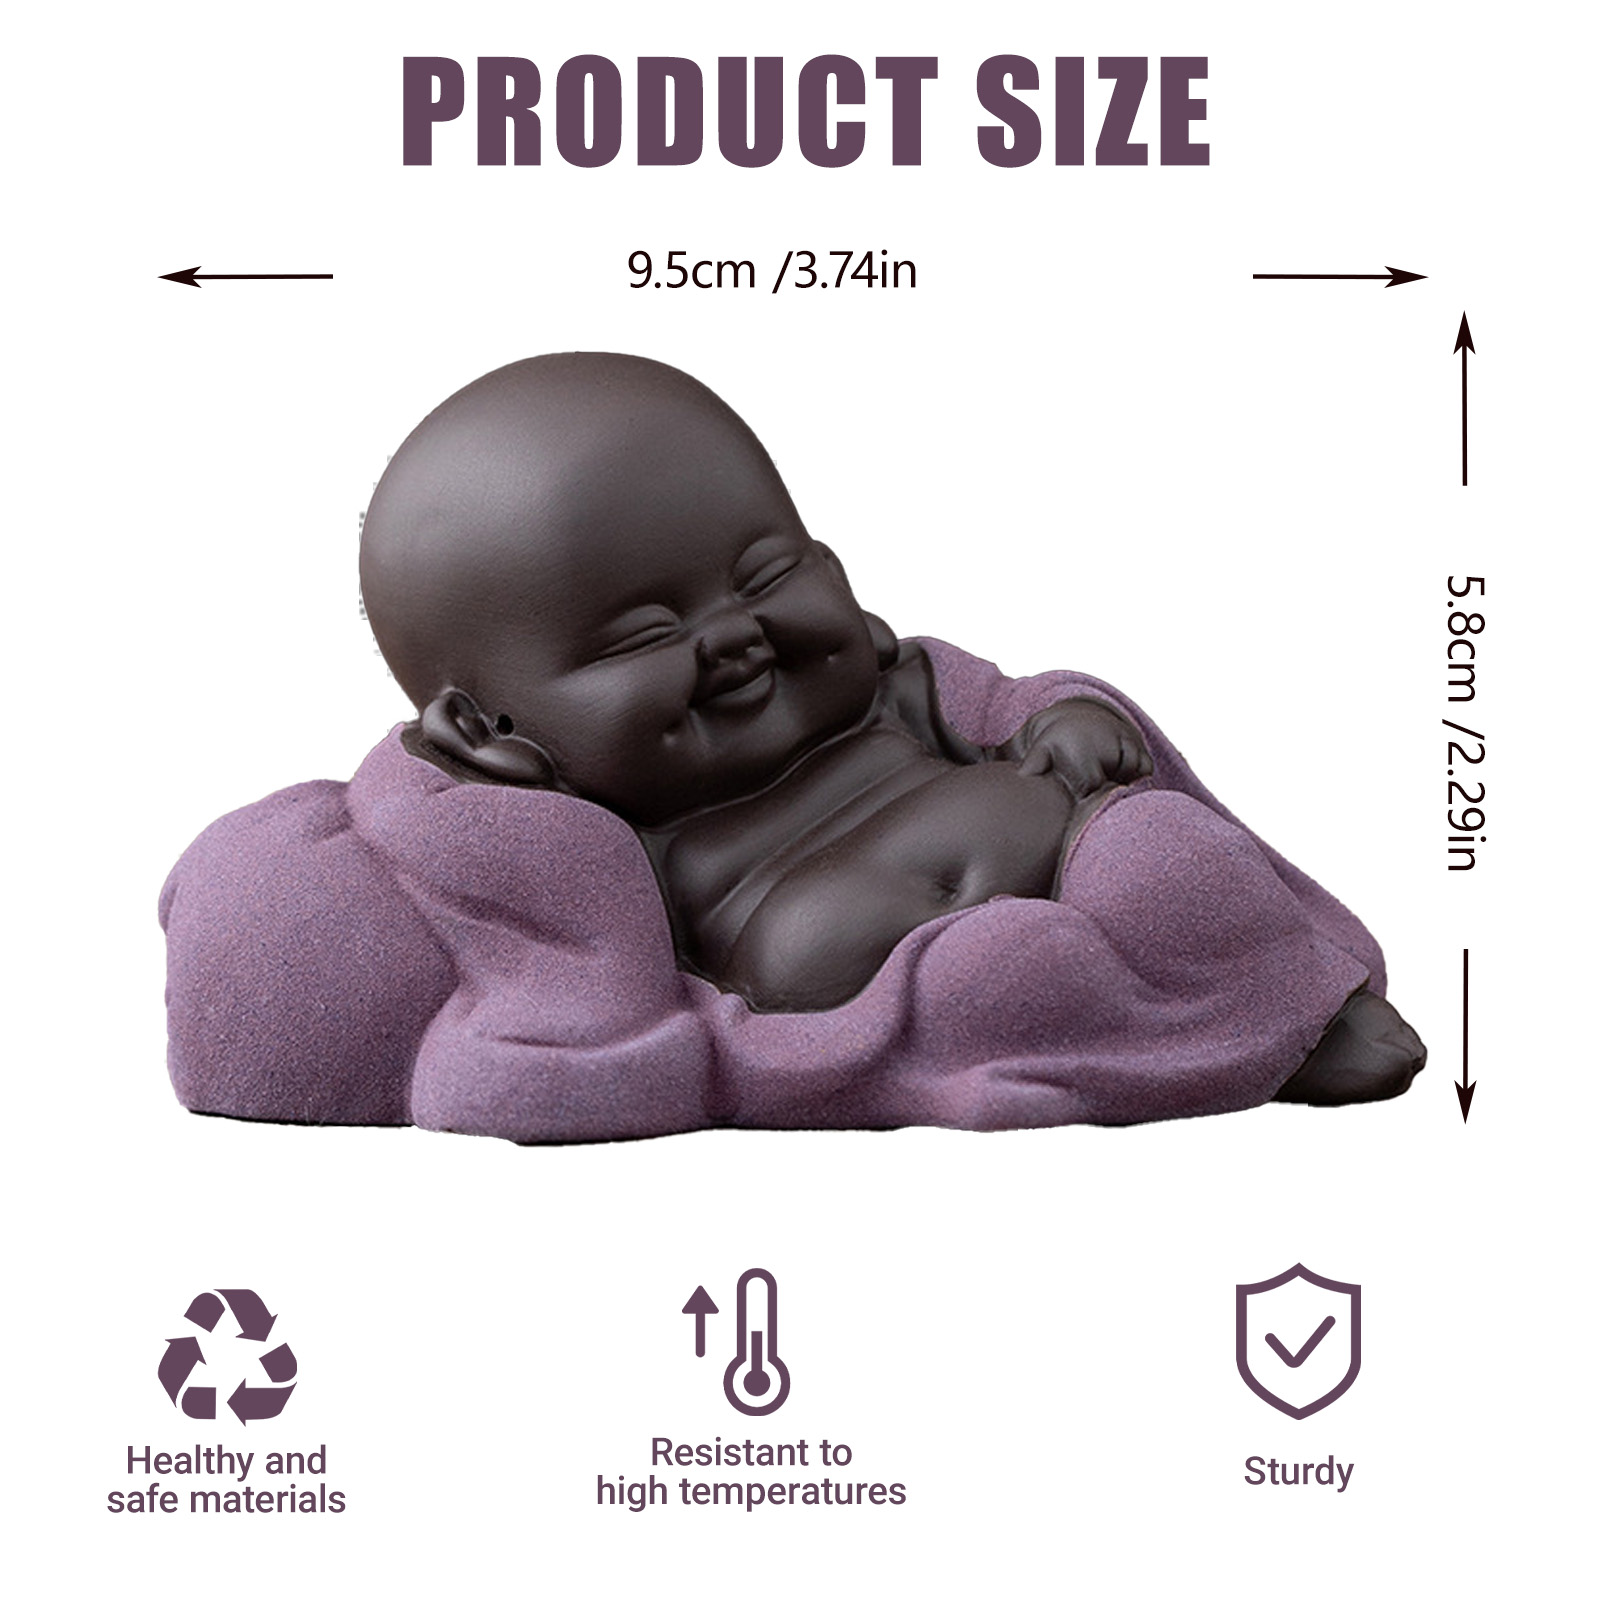 PRODUCT SIZE
9.5cm /3.74in
5.8cm /2.29in
Healthy and
safe materials
Resistant to
high temperatures
Sturdy